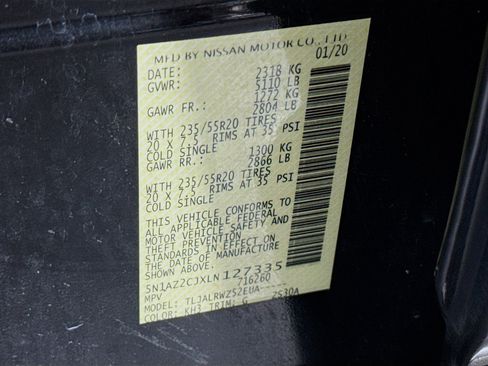 MFD BY NISSAN MOTOR CO., LTD.
DATE: 01/20
GVWR: 2318 KG
5110 LB
GAWR FR.: 1272 KG
2804 LB
WITH 235/55R20 TIRES
20 X 7.5 RIMS AT 35 PSI
COLD SINGLE
GAWR RR.: 1300 KG
2866 LB
WITH 235/55R20 TIRES
20 X 7.5 RIMS AT 35 PSI
COLD SINGLE
THIS VEHICLE CONFORMS TO
ALL APPLICABLE FEDERAL
MOTOR VEHICLE SAFETY AND
THEFT PREVENTION
STANDARDS IN EFFECT ON
THE DATE OF MANUFACTURE
SHOWN ABOVE.
5N1AZ2CJXLN127335
MPV 716260
TLJALRWZ52EUA-----
COLOR: KH3 TRIM: G ZS30A